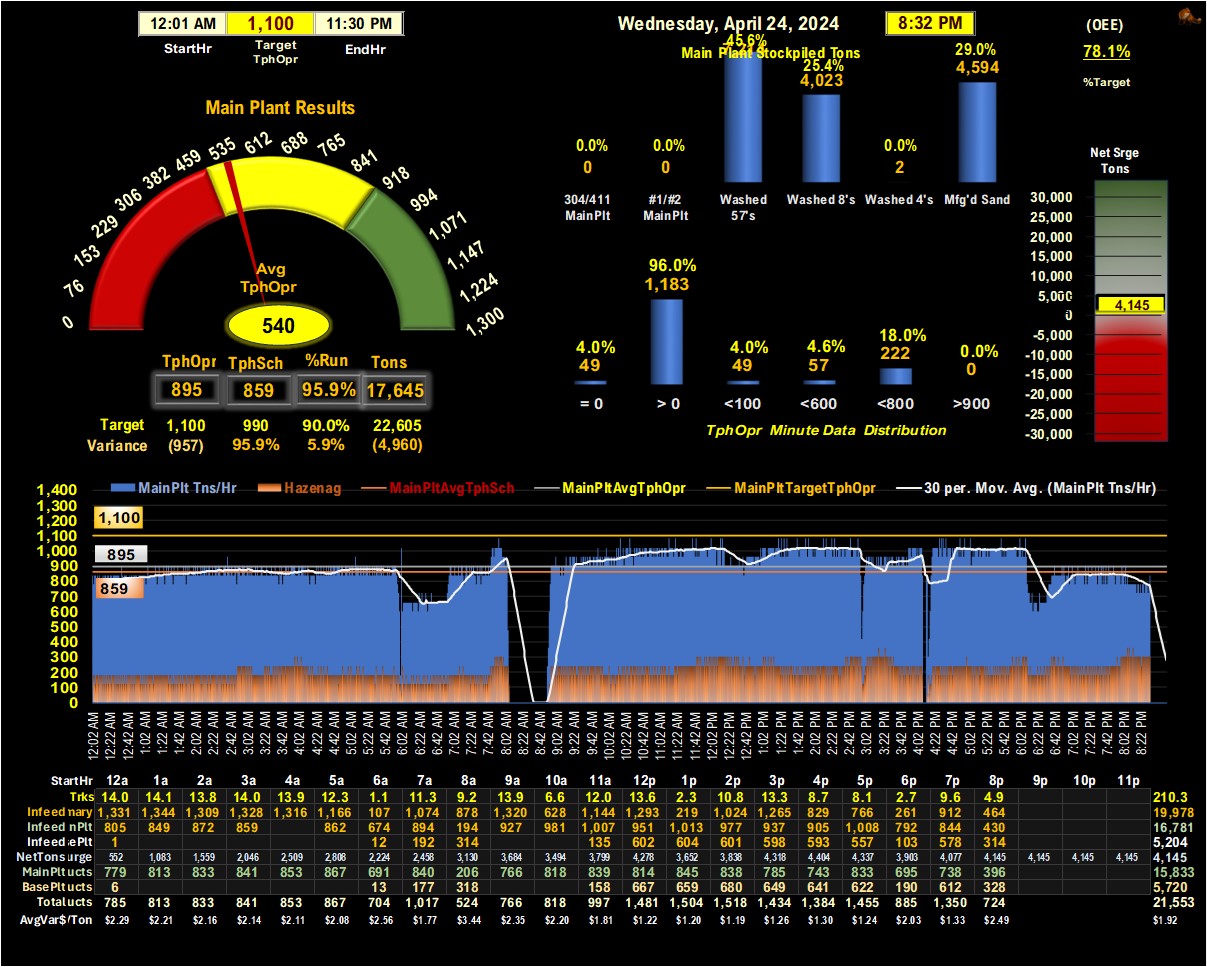 12:01 AM 1,100 11:30 PM
StartHr Target TphOpr EndHr
Wednesday, April 24, 2024 8:32 PM
(OEE)
78.1%
%Target
Main Plant Results
0 76 153 229 306 382 459 535 612 688 765 841 918 994 1,071 1,147 1,224 1,300
Avg
TphOpr
540
TphOpr TphSch %Run Tons
895 859 95.9% 17,645
Target 1,100 990 90.0% 22,605
Variance (957) 95.9% 5.9% (4,960)
Main Plant Stockpiled Tons
0.0% 0.0% 45.6% 25.4% 0.0% 29.0%
0 0 4,023 2 4,594
304/411 MainPlt #1/#2 MainPlt Washed 57's Washed 8's Washed 4's Mfg'd Sand
4.0% 96.0% 4.0% 4.6% 18.0% 0.0%
49 1,183 49 57 222 0
= 0 > 0 <100 <600 <800 >900
TphOpr Minute Data Distribution
Net Srge
Tons
30,000
25,000
20,000
15,000
10,000
5,000
4,145
0
-5,000
-10,000
-15,000
-20,000
-25,000
-30,000
MainPlt Tns/Hr Hazenag MainPltAvgTphSch MainPltAvgTphOpr MainPltTargetTphOpr 30 per. Mov. Avg. (MainPlt Tns/Hr)
1,400
1,300
1,200
1,100
1,000
900
800
700
600
500
400
300
200
100
0
1,100
895
859
12:02 AM 12:22 AM 12:42 AM 1:02 AM 1:22 AM 1:42 AM 2:02 AM 2:22 AM 2:42 AM 3:02 AM 3:22 AM 3:42 AM 4:02 AM 4:22 AM 4:42 AM 5:02 AM 5:22 AM 5:42 AM 6:02 AM 6:22 AM 6:42 AM 7:02 AM 7:22 AM 7:42 AM 8:02 AM 8:22 AM 8:42 AM 9:02 AM 9:22 AM 9:42 AM 10:02 AM 10:22 AM 10:42 AM 11:02 AM 11:22 AM 11:42 AM 12:02 PM 12:22 PM 12:42 PM 1:02 PM 1:22 PM 1:42 PM 2:02 PM 2:22 PM 2:42 PM 3:02 PM 3:22 PM 3:42 PM 4:02 PM 4:22 PM 4:42 PM 5:02 PM 5:22 PM 5:42 PM 6:02 PM 6:22 PM 6:42 PM 7:02 PM 7:22 PM 7:42 PM 8:02 PM 8:22 PM
StartHr 12a 1a 2a 3a 4a 5a 6a 7a 8a 9a 10a 11a 12p 1p 2p 3p 4p 5p 6p 7p 8p 9p 10p 11p
Trks 14.0 14.1 13.8 14.0 13.9 12.3 1.1 11.3 9.2 13.9 6.6 12.0 13.6 2.3 10.8 13.3 8.7 8.1 2.7 9.6 4.9 210.3
Infeed nary 1,331 1,344 1,309 1,328 1,316 1,166 107 1,074 878 1,320 628 1,144 1,293 219 1,024 1,265 829 766 261 912 464 19,978
Infeed nPlt 805 849 872 859 862 674 894 194 927 981 1,007 951 1,013 977 937 905 1,008 792 844 430 16,781
Infeed ePlt 1 12 192 314 135 602 604 601 598 593 557 103 578 314 5,204
NetTons urge 552 1,083 1,559 2,046 2,509 2,808 2,224 2,458 3,130 3,684 3,494 3,799 4,278 3,652 3,838 4,318 4,404 4,337 3,903 4,077 4,145 4,145 4,145 4,145 4,145
MainPlt ucts 779 813 833 841 853 867 691 840 206 766 818 839 814 845 838 785 743 833 695 738 396 15,833
BasePlt ucts 6 13 177 318 158 667 659 680 649 641 622 190 612 328 5,720
Total ucts 785 813 833 841 853 867 704 1,017 524 766 818 997 1,481 1,504 1,518 1,434 1,384 1,455 885 1,350 724 21,553
AvgVar$/Ton $2.29 $2.21 $2.16 $2.14 $2.11 $2.08 $2.56 $1.77 $3.44 $2.35 $2.20 $1.81 $1.22 $1.20 $1.19 $1.26 $1.30 $1.24 $2.03 $1.33 $2.49 $1.92